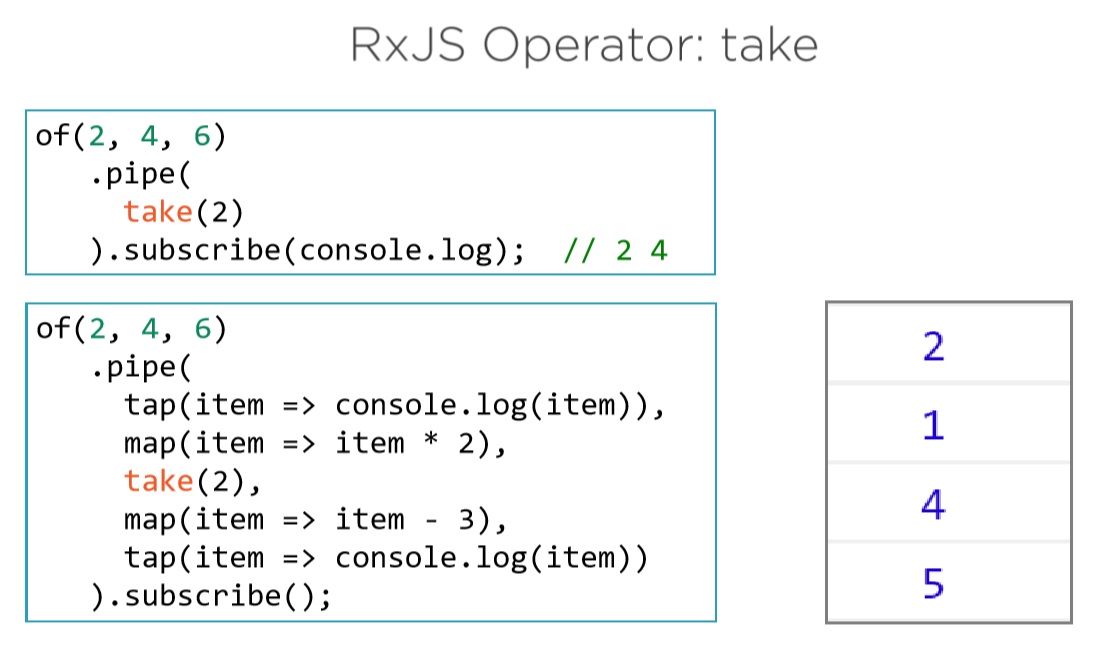 RxJS Operator: take
of(2, 4, 6)
.pipe(
take(2)
).subscribe(console.log); // 2 4
of(2, 4, 6)
.pipe(
tap(item => console.log(item)),
map(item => item * 2),
take(2),
map(item => item - 3),
tap(item => console.log(item))
).subscribe();
2
1
4
5